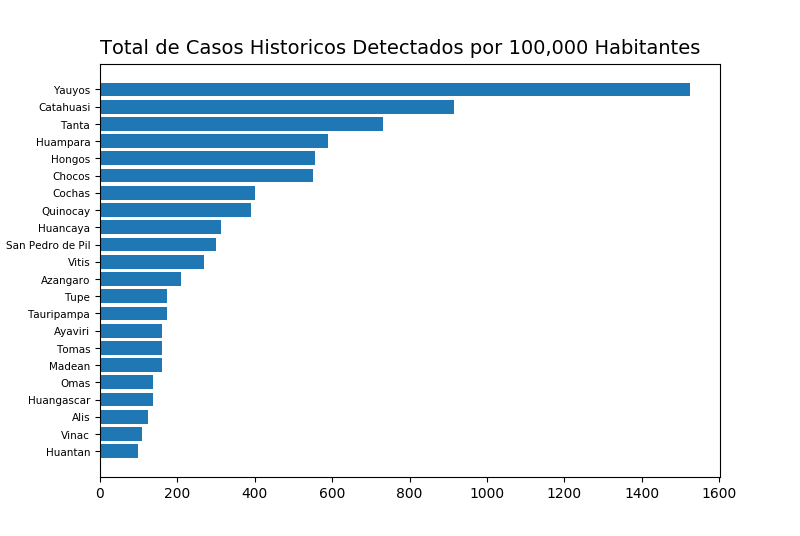 Total de Casos Historicos Detectados por 100,000 Habitantes
Yauyos
Catahuasi
Tanta
Huampara
Hongos
Chocos
Cochas
Quinocay
Huancaya
San Pedro de Pil
Vitis
Azangaro
Tupe
Tauripampa
Ayaviri
Tomas
Madean
Omas
Huangascar
Alis
Vinac
Huantan
0 200 400 600 800 1000 1200 1400 1600